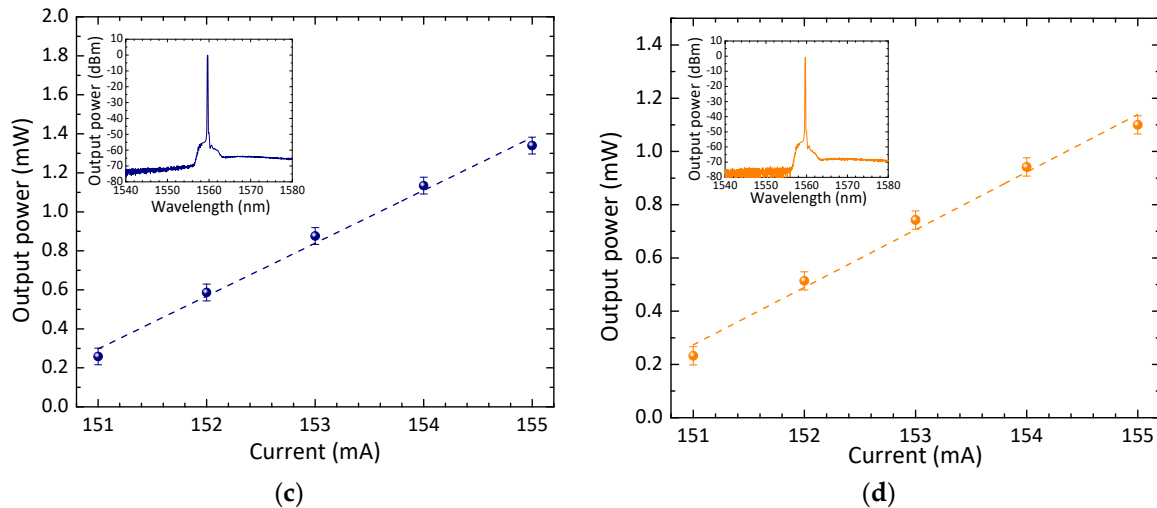 2.0
1.8
1.6
1.4
1.2
1.0
0.8
0.6
0.4
0.2
0.0
Output power (mW)
151 152 153 154 155
Current (mA)
10
0
-10
-20
-30
-40
-50
-60
-70
-80
Output power (dBm)
1540 1550 1560 1570 1580
Wavelength (nm)
(c)
1.4
1.2
1.0
0.8
0.6
0.4
0.2
0.0
Output power (mW)
151 152 153 154 155
Current (mA)
10
0
-10
-20
-30
-40
-50
-60
-70
-80
Output power (dBm)
1540 1550 1560 1570 1580
Wavelength (nm)
(d)